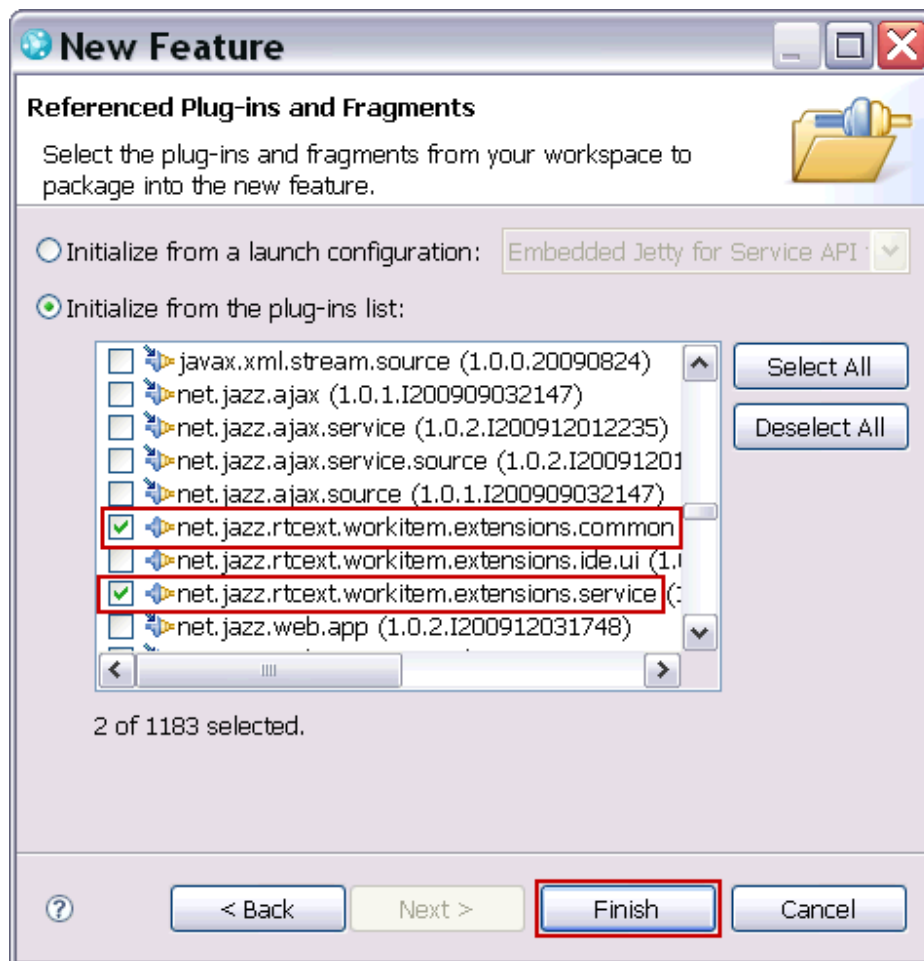 New Feature
Referenced Plug-ins and Fragments
Select the plug-ins and fragments from your workspace to
package into the new feature.
Initialize from a launch configuration: Embedded Jetty for Service API
Initialize from the plug-ins list:
javax.xml.stream.source (1.0.0.20090824)
Select All
net.jazz.ajax (1.0.1.I200909032147)
net.jazz.ajax.service (1.0.2.I200912012235)
Deselect All
net.jazz.ajax.service.source (1.0.2.I20091201
net.jazz.ajax.source (1.0.1.I200909032147)
net.jazz.rtcext.workitem.extensions.common
net.jazz.rtcext.workitem.extensions.ide.ui (1.
net.jazz.rtcext.workitem.extensions.service (
net.jazz.web.app (1.0.2.I200912031748)
2 of 1183 selected.
? < Back Next > Finish Cancel